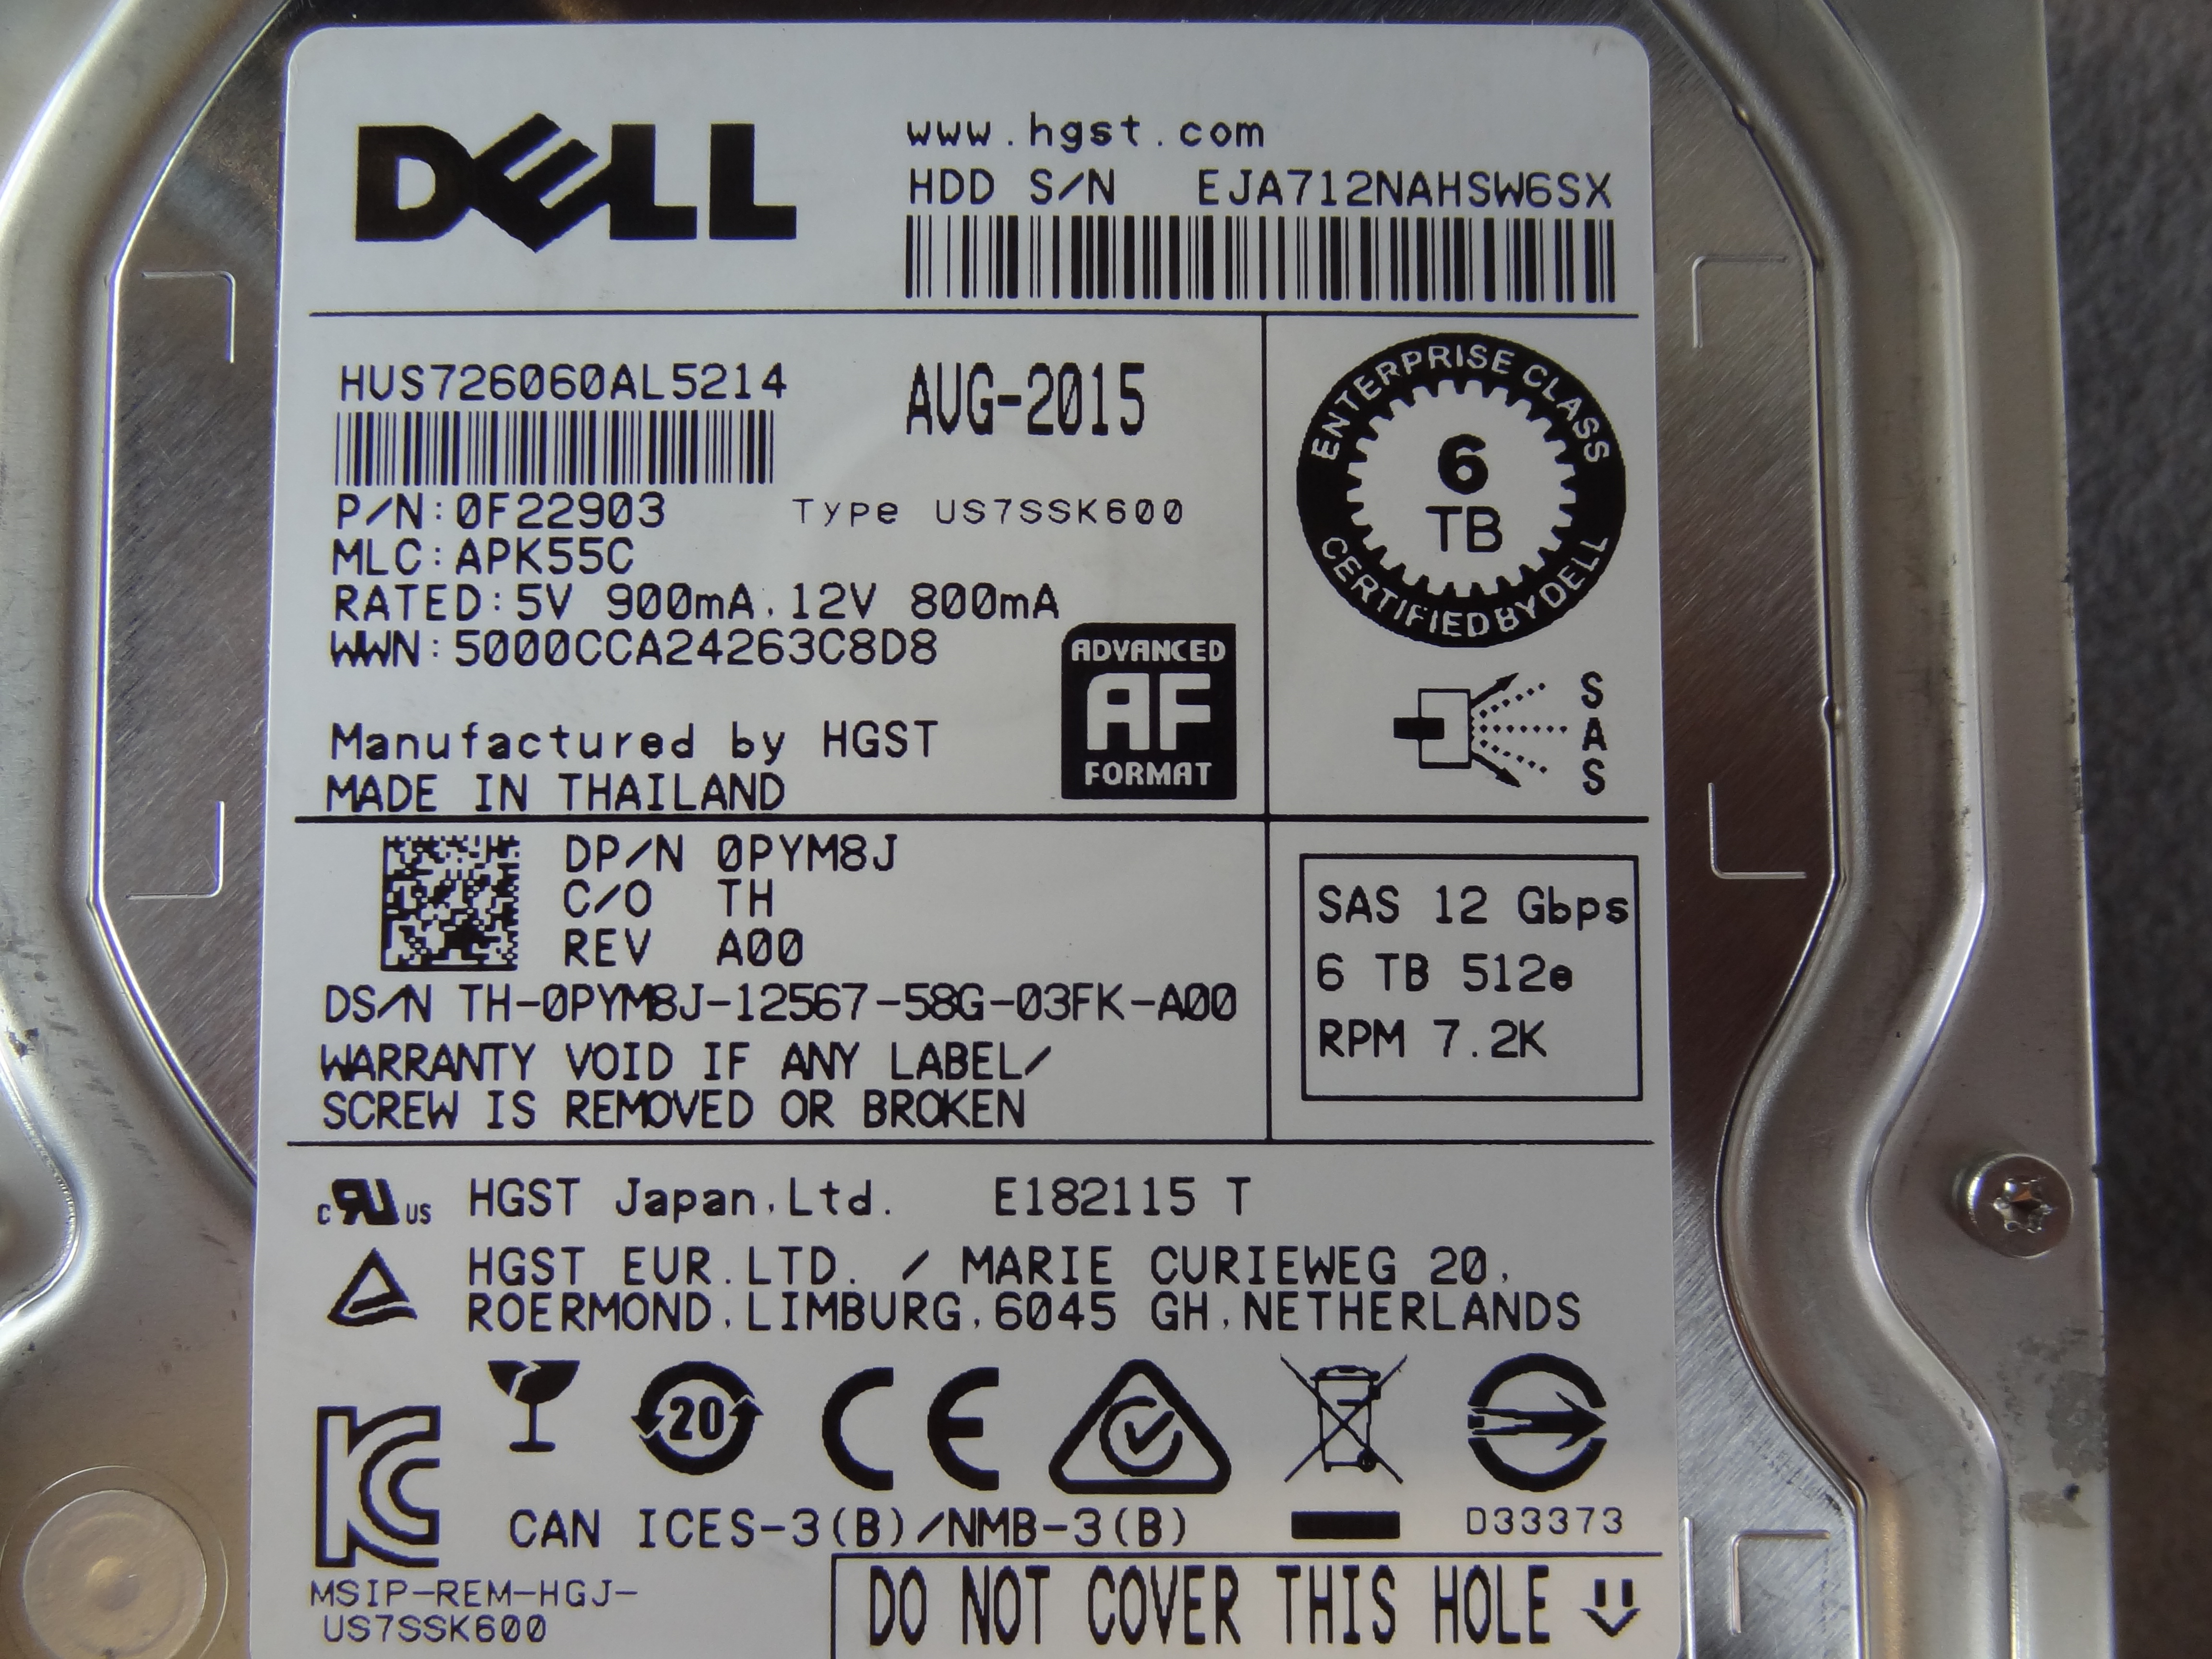 DELL
www.hgst.com
HDD S/N EJA712NAHSW6SX
HUS726060AL5214
AUG-2015
P/N:0F22903 Type US7SSK600
MLC:APK55C
RATED:5V 900mA,12V 800mA
WWN:5000CCA24263C8D8
Manufactured by HGST
MADE IN THAILAND
ADVANCED
AF
FORMAT
ENTERPRISE CLASS
6
TB
CERTIFIED BY DELL
S
A
S
DP/N 0PYM8J
C/O TH
REV A00
DS/N TH-0PYM8J-12567-58G-03FK-A00
WARRANTY VOID IF ANY LABEL/
SCREW IS REMOVED OR BROKEN
SAS 12 Gbps
6 TB 512e
RPM 7.2K
c RU US HGST Japan,Ltd. E182115 T
HGST EUR.LTD. / MARIE CURIEWEG 20,
ROERMOND,LIMBURG,6045 GH,NETHERLANDS
20
CE
KC
CAN ICES-3(B)/NMB-3(B)
D33373
MSIP-REM-HGJ-
US7SSK600
DO NOT COVER THIS HOLE